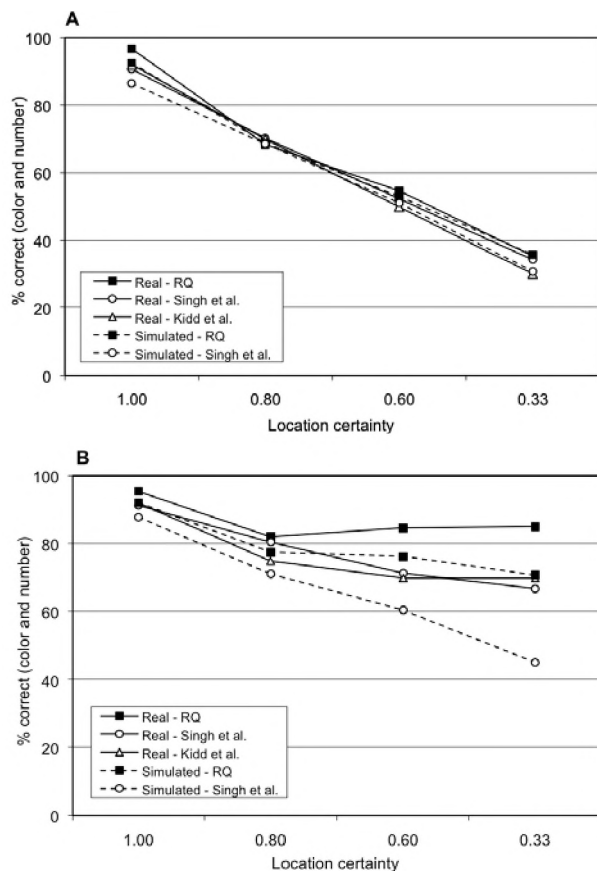 A
100
80
60
40
20
0
% correct (color and number)
Real - RQ
Real - Singh et al.
Real - Kidd et al.
Simulated - RQ
Simulated - Singh et al.
1.00 0.80 0.60 0.33
Location certainty
B
100
80
60
40
20
0
% correct (color and number)
Real - RQ
Real - Singh et al.
Real - Kidd et al.
Simulated - RQ
Simulated - Singh et al.
1.00 0.80 0.60 0.33
Location certainty